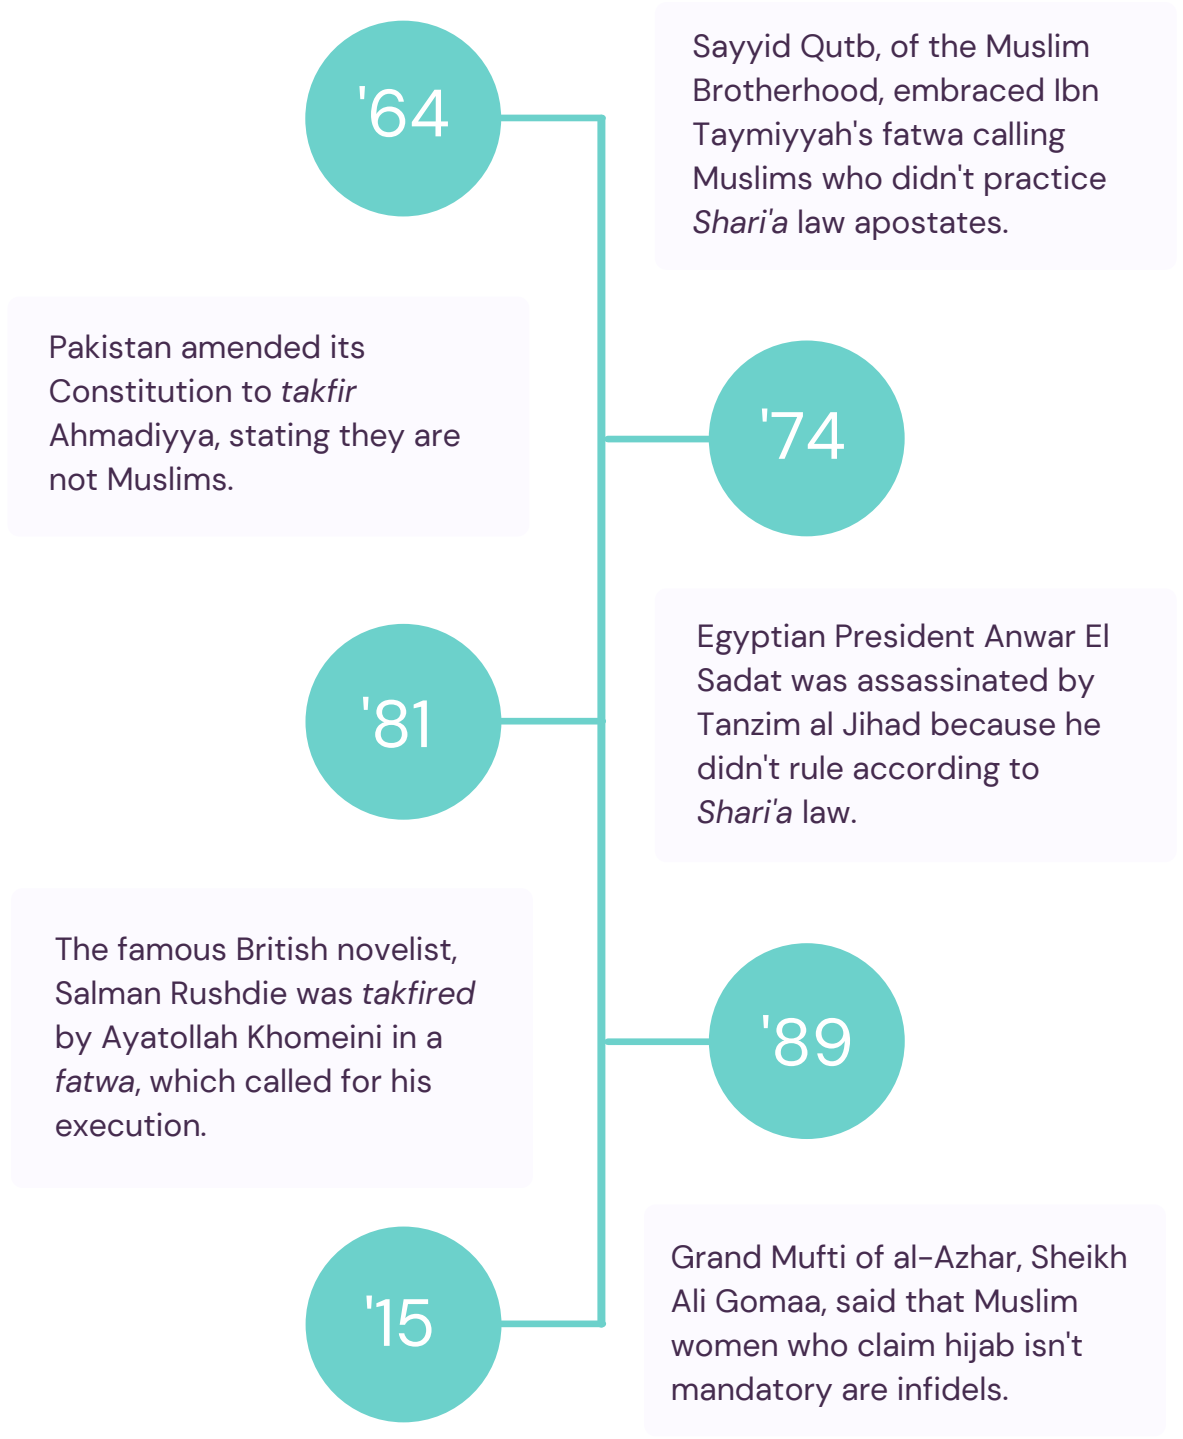 '64
Sayyid Qutb, of the Muslim
Brotherhood, embraced Ibn
Taymiyyah's fatwa calling
Muslims who didn't practice
Shari'a law apostates.
Pakistan amended its
Constitution to takfir
Ahmadiyya, stating they are
not Muslims.
'74
'81
Egyptian President Anwar El
Sadat was assassinated by
Tanzim al Jihad because he
didn't rule according to
Shari'a law.
The famous British novelist,
Salman Rushdie was takfired
by Ayatollah Khomeini in a
fatwa, which called for his
execution.
'89
'15
Grand Mufti of al-Azhar, Sheikh
Ali Gomaa, said that Muslim
women who claim hijab isn't
mandatory are infidels.